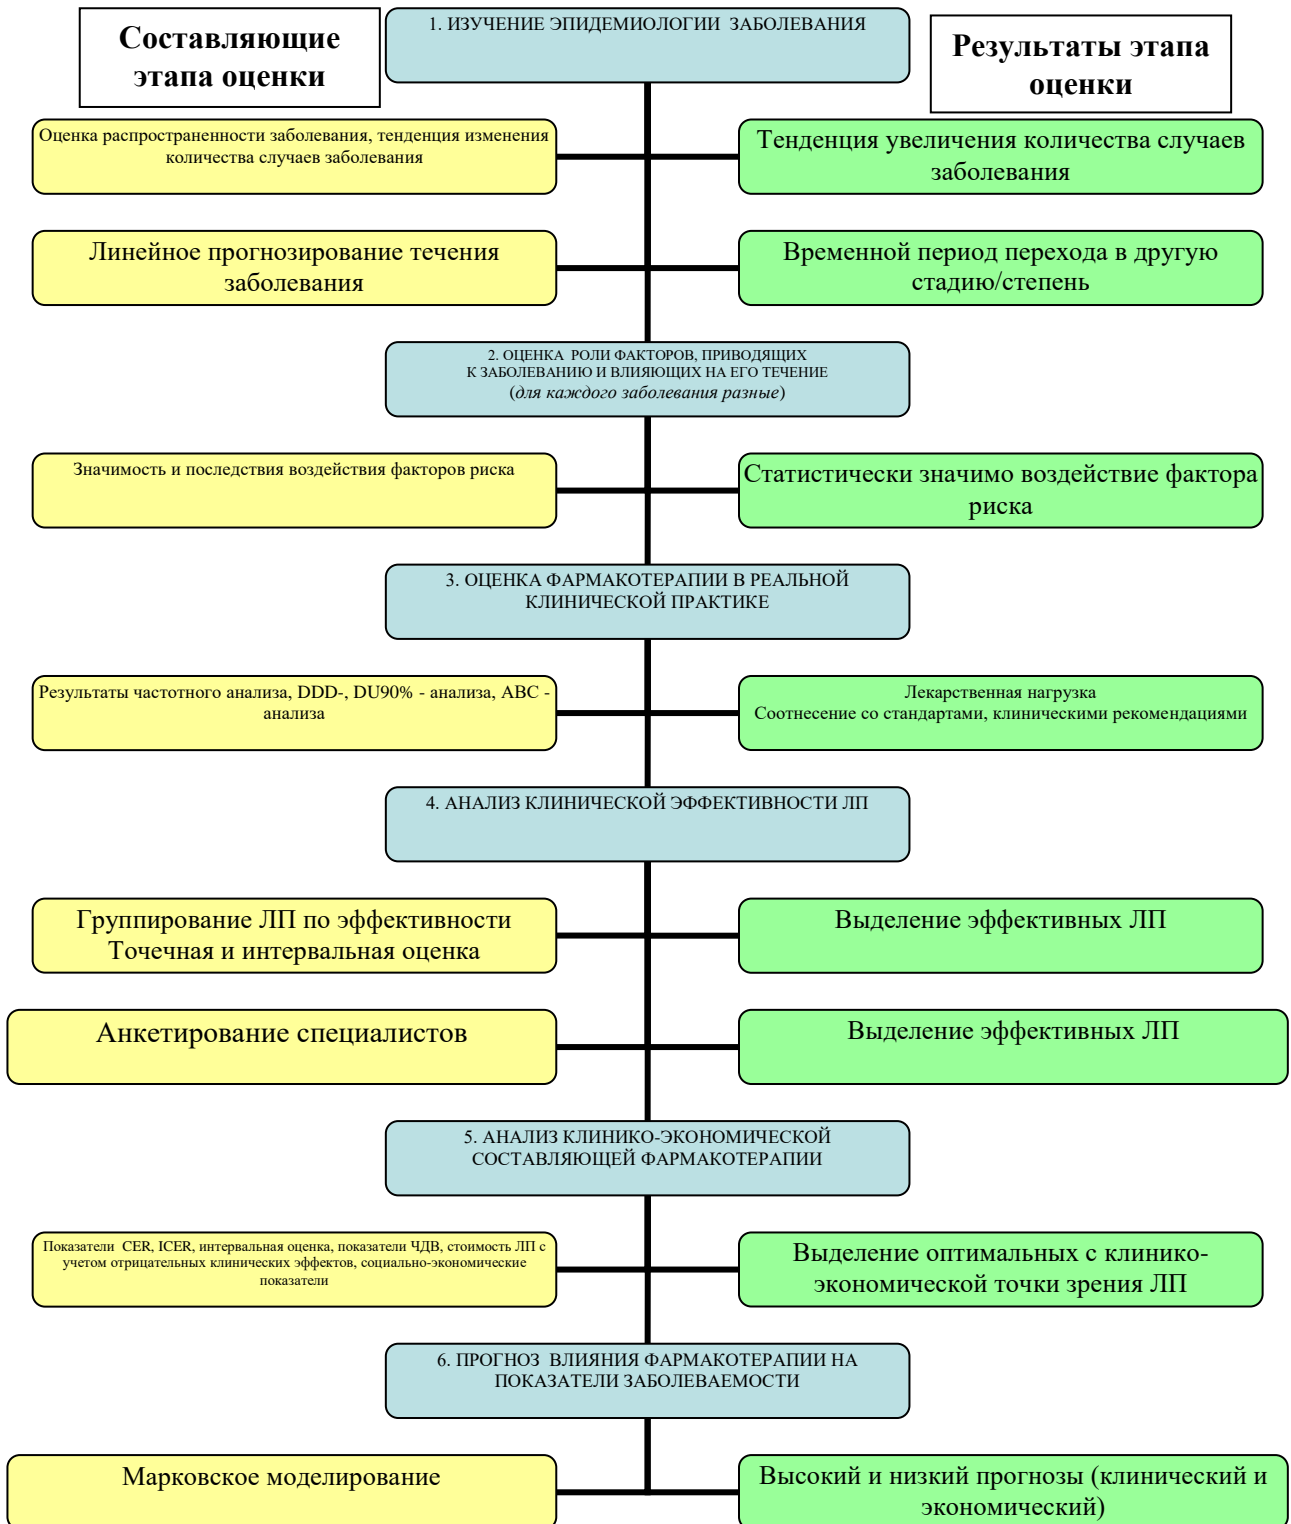 Составляющие
этапа оценки
1. ИЗУЧЕНИЕ ЭПИДЕМИОЛОГИИ ЗАБОЛЕВАНИЯ
Результаты этапа
оценки
Оценка распространенности заболевания, тенденция изменения
количества случаев заболевания
Тенденция увеличения количества случаев
заболевания
Линейное прогнозирование течения
заболевания
Временной период перехода в другую
стадию/степень
2. ОЦЕНКА РОЛИ ФАКТОРОВ, ПРИВОДЯЩИХ
К ЗАБОЛЕВАНИЮ И ВЛИЯЮЩИХ НА ЕГО ТЕЧЕНИЕ
(для каждого заболевания разные)
Значимость и последствия воздействия факторов риска
Статистически значимо воздействие фактора
риска
3. ОЦЕНКА ФАРМАКОТЕРАПИИ В РЕАЛЬНОЙ
КЛИНИЧЕСКОЙ ПРАКТИКЕ
Результаты частотного анализа, DDD-, DU90% - анализа, АВС -
анализа
Лекарственная нагрузка
Соотнесение со стандартами, клиническими рекомендациями
4. АНАЛИЗ КЛИНИЧЕСКОЙ ЭФФЕКТИВНОСТИ ЛП
Группирование ЛП по эффективности
Точечная и интервальная оценка
Выделение эффективных ЛП
Анкетирование специалистов
Выделение эффективных ЛП
5. АНАЛИЗ КЛИНИКО-ЭКОНОМИЧЕСКОЙ
СОСТАВЛЯЮЩЕЙ ФАРМАКОТЕРАПИИ
Показатели CER, ICER, интервальная оценка, показатели ЧДВ, стоимость ЛП с
учетом отрицательных клинических эффектов, социально-экономические
показатели
Выделение оптимальных с клинико-
экономической точки зрения ЛП
6. ПРОГНОЗ ВЛИЯНИЯ ФАРМАКОТЕРАПИИ НА
ПОКАЗАТЕЛИ ЗАБОЛЕВАЕМОСТИ
Марковское моделирование
Высокий и низкий прогнозы (клинический и
экономический)